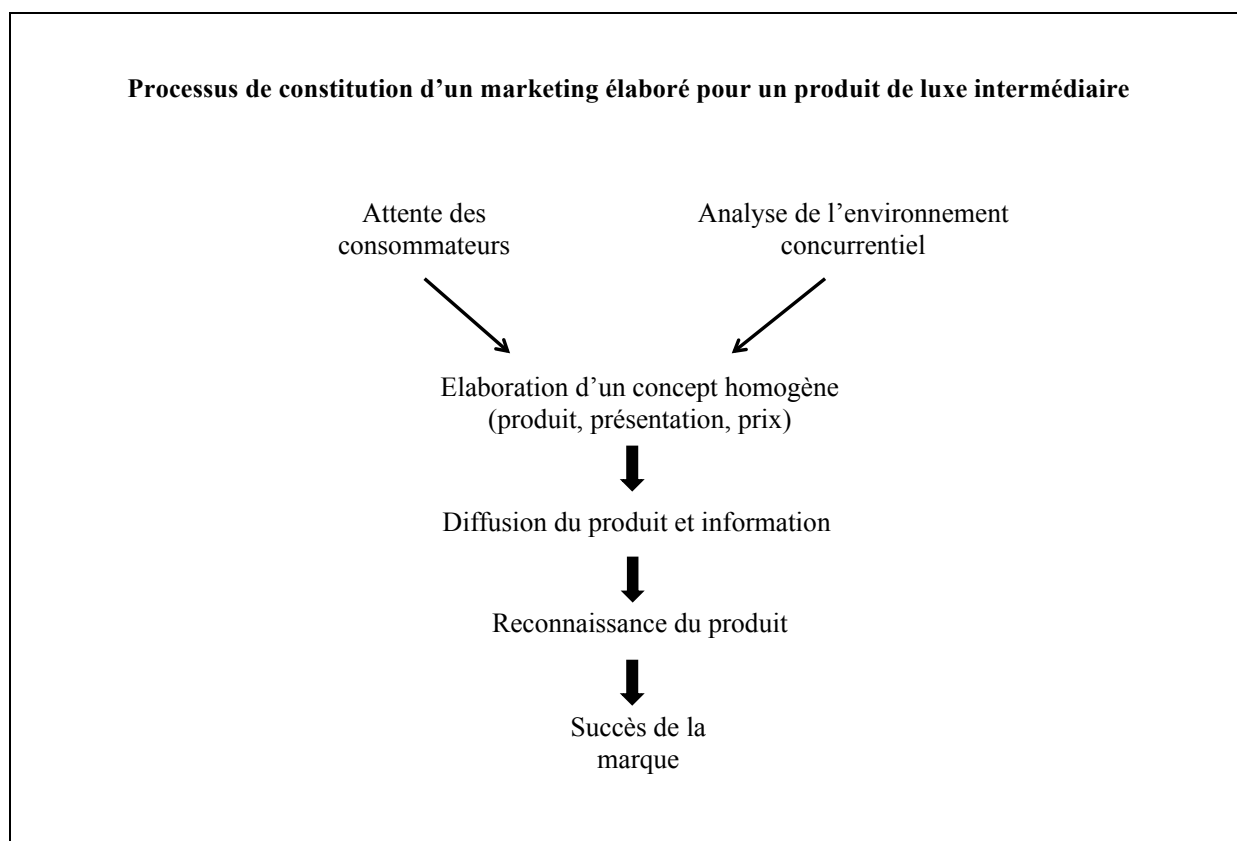 Processus de constitution d’un marketing élaboré pour un produit de luxe intermédiaire
Attente des
consommateurs
Analyse de l’environnement
concurrentiel
Elaboration d’un concept homogène
(produit, présentation, prix)
Diffusion du produit et information
Reconnaissance du produit
Succès de la
marque